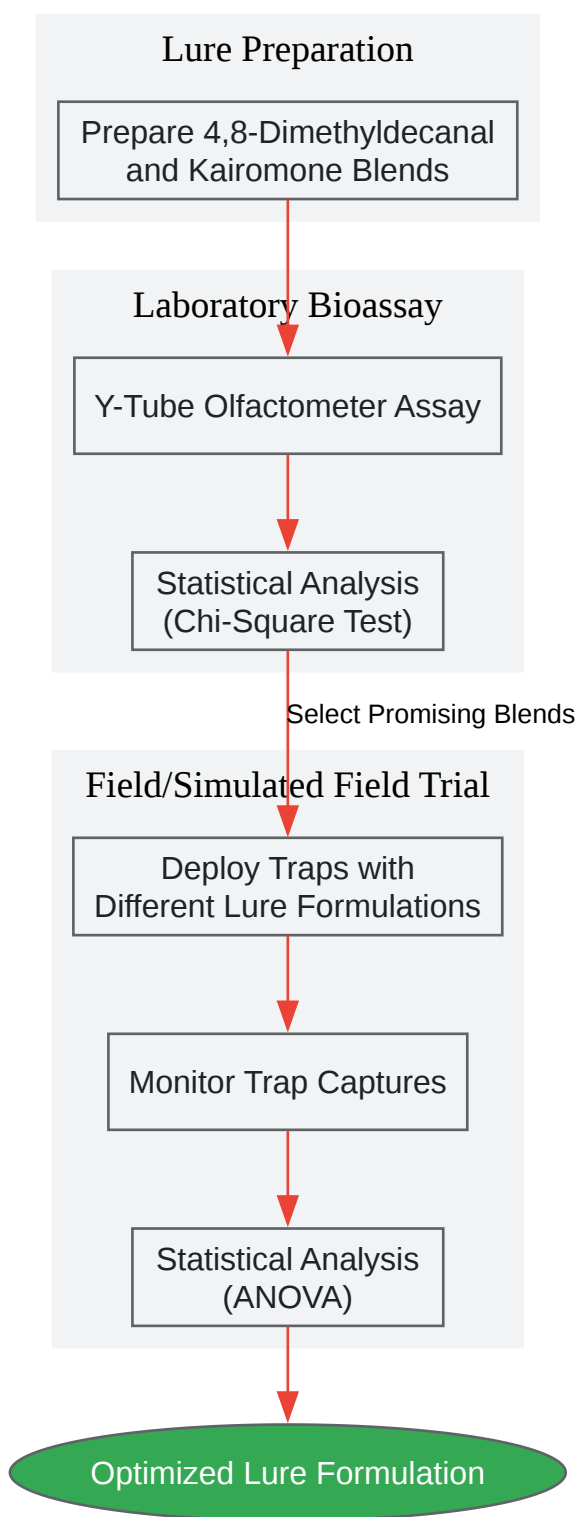 Lure Preparation
Prepare 4,8-Dimethyldecanal
and Kairomone Blends
Laboratory Bioassay
Y-Tube Olfactometer Assay
Statistical Analysis
(Chi-Square Test)
Select Promising Blends
Field/Simulated Field Trial
Deploy Traps with
Different Lure Formulations
Monitor Trap Captures
Statistical Analysis
(ANOVA)
Optimized Lure Formulation